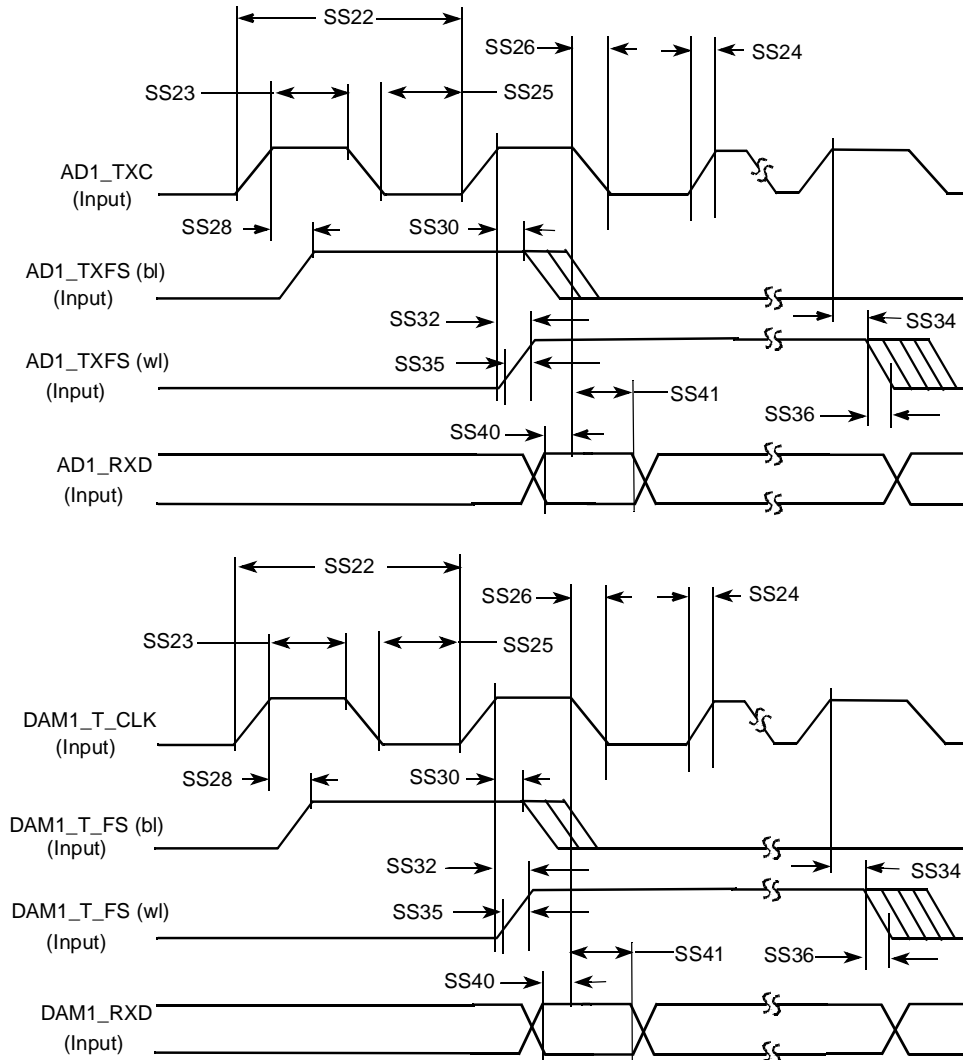 SS22
SS26
SS24
SS23
SS25
AD1_TXC
(Input)
SS28
SS30
AD1_TXFS (bl)
(Input)
SS32
SS34
SS35
AD1_TXFS (wl)
(Input)
SS41
SS36
SS40
AD1_RXD
(Input)
SS22
SS26
SS24
SS23
SS25
DAM1_T_CLK
(Input)
SS28
SS30
DAM1_T_FS (bl)
(Input)
SS32
SS34
SS35
DAM1_T_FS (wl)
(Input)
SS41
SS36
SS40
DAM1_RXD
(Input)